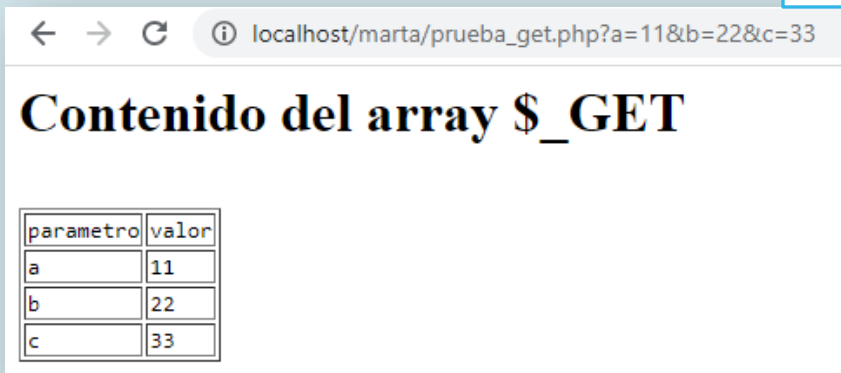 localhost/marta/prueba_get.php?a=11&b=22&c=33
Contenido del array $_GET
parametro valor
a 11
b 22
c 33